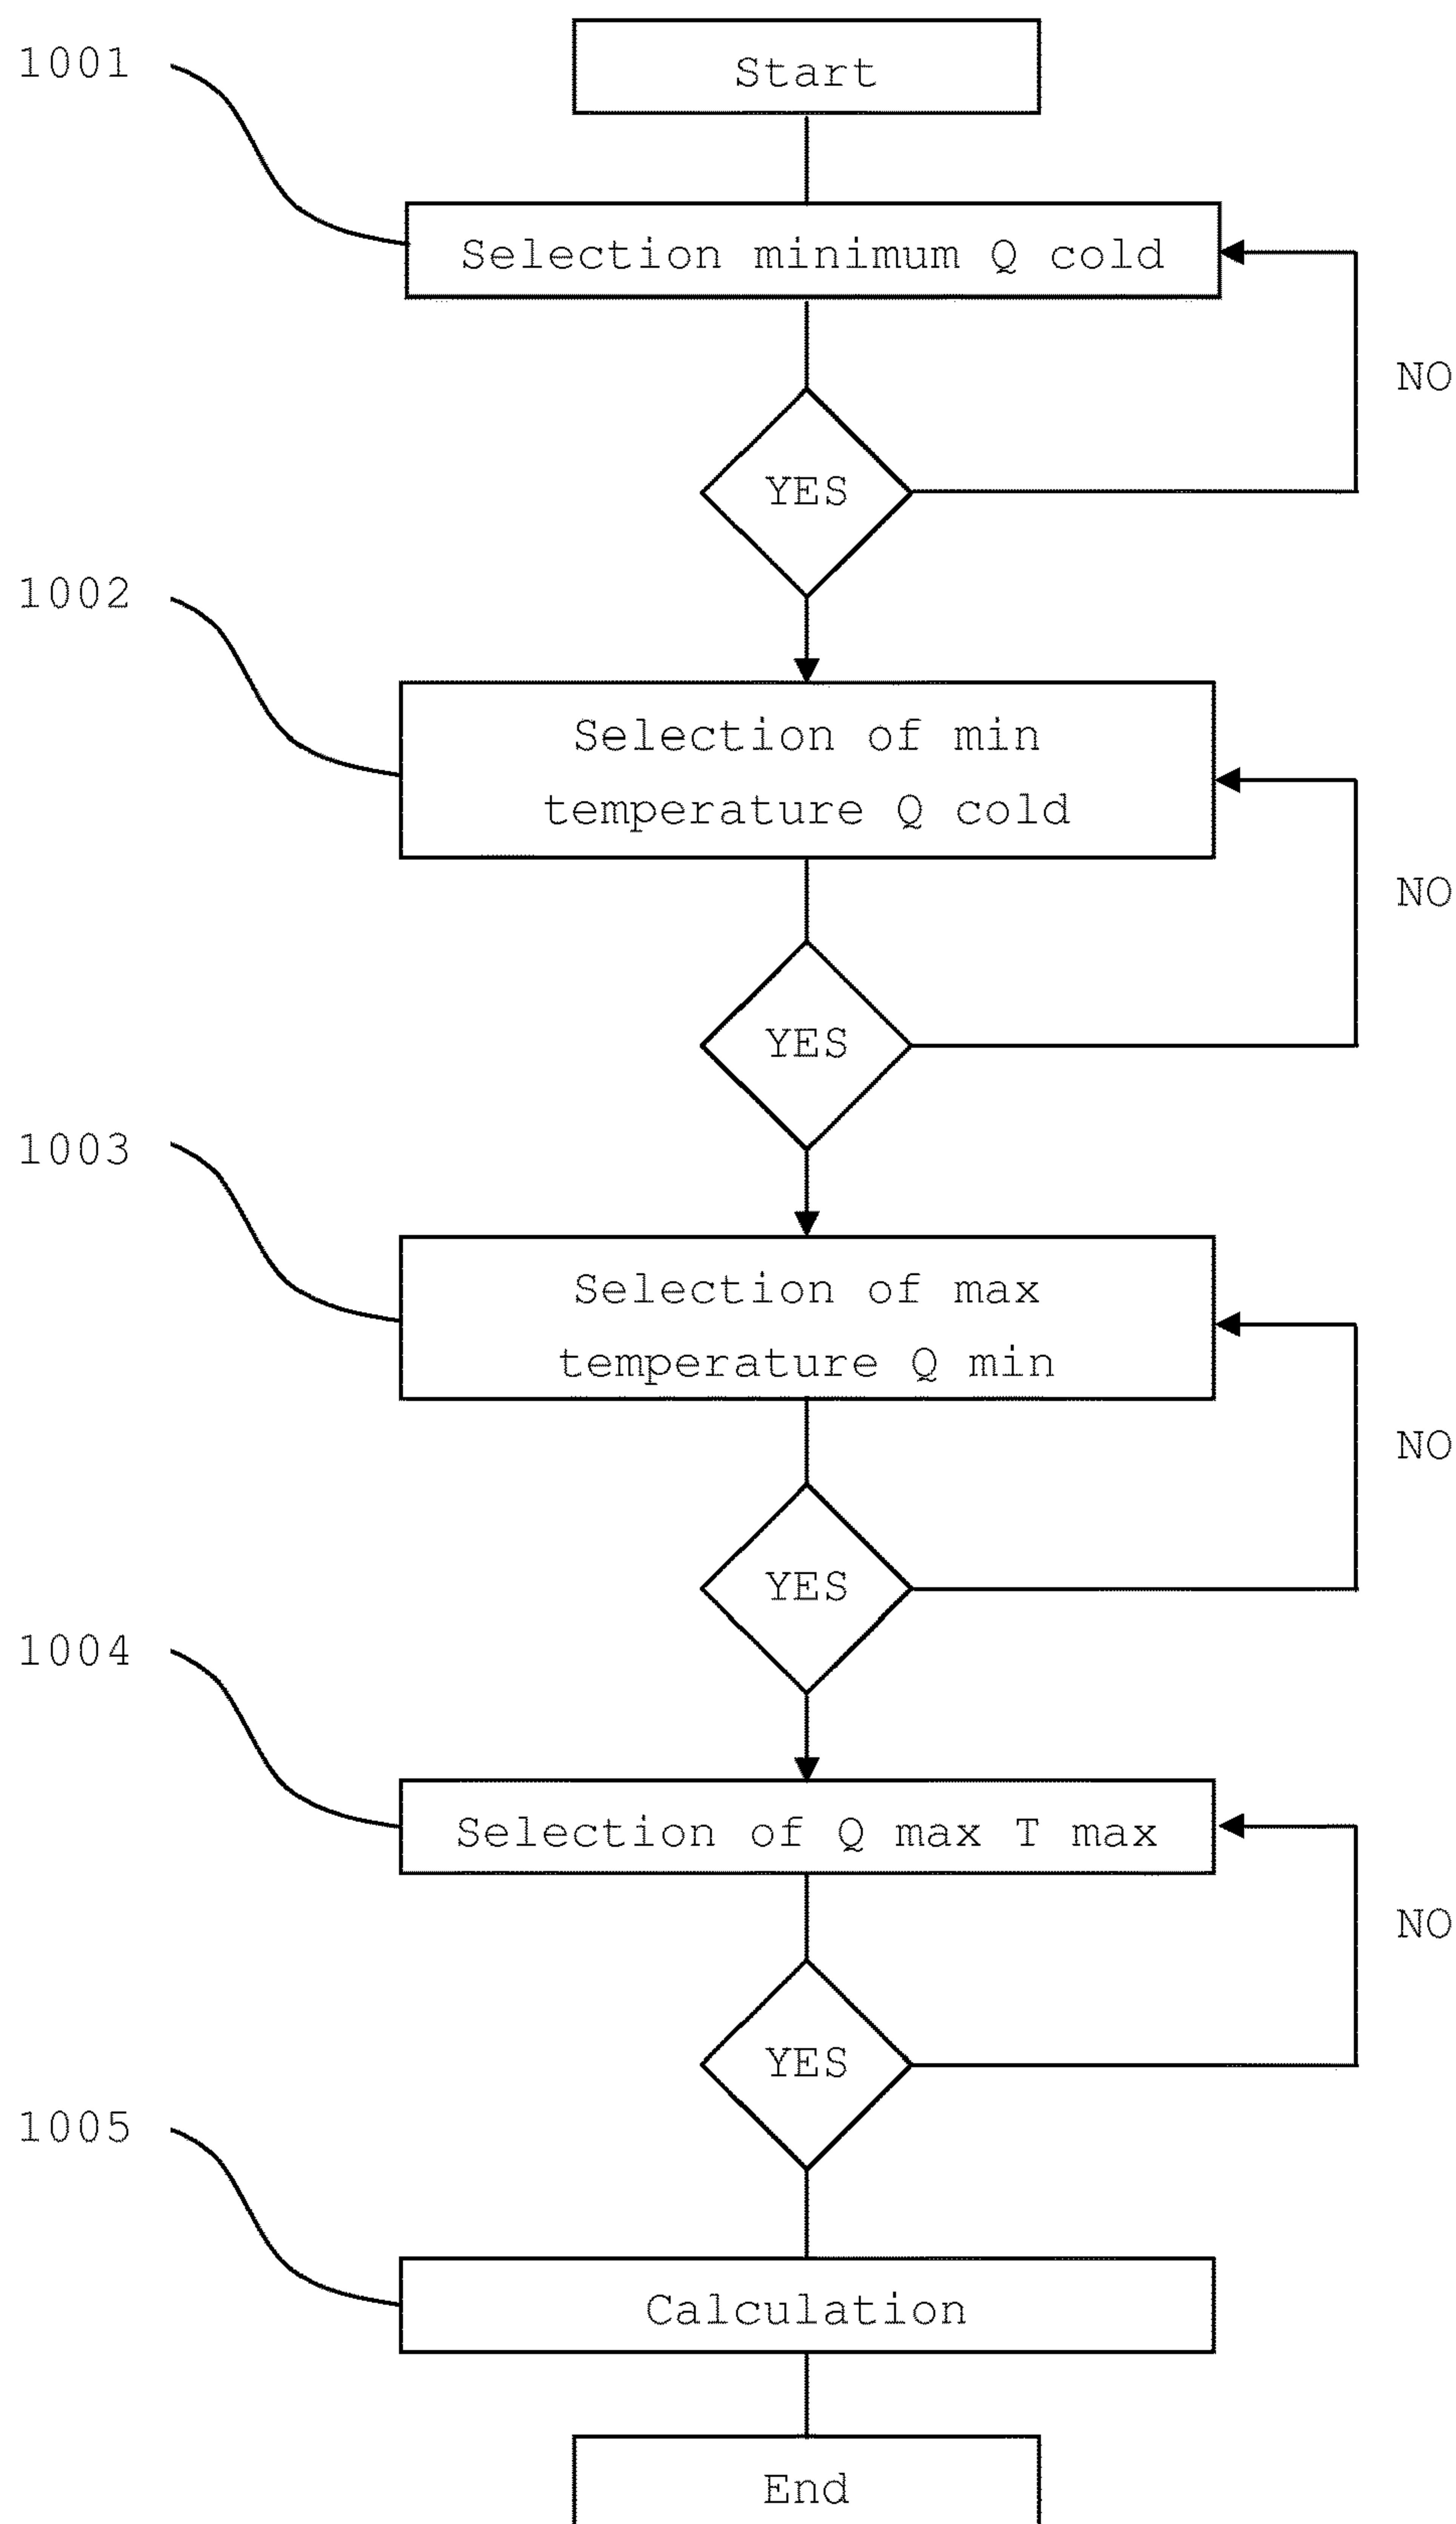 1001
Start
Selection minimum Q cold
NO
YES
1002
Selection of min
temperature Q cold
NO
YES
1003
Selection of max
temperature Q min
NO
YES
1004
Selection of Q max T max
NO
YES
1005
Calculation
End